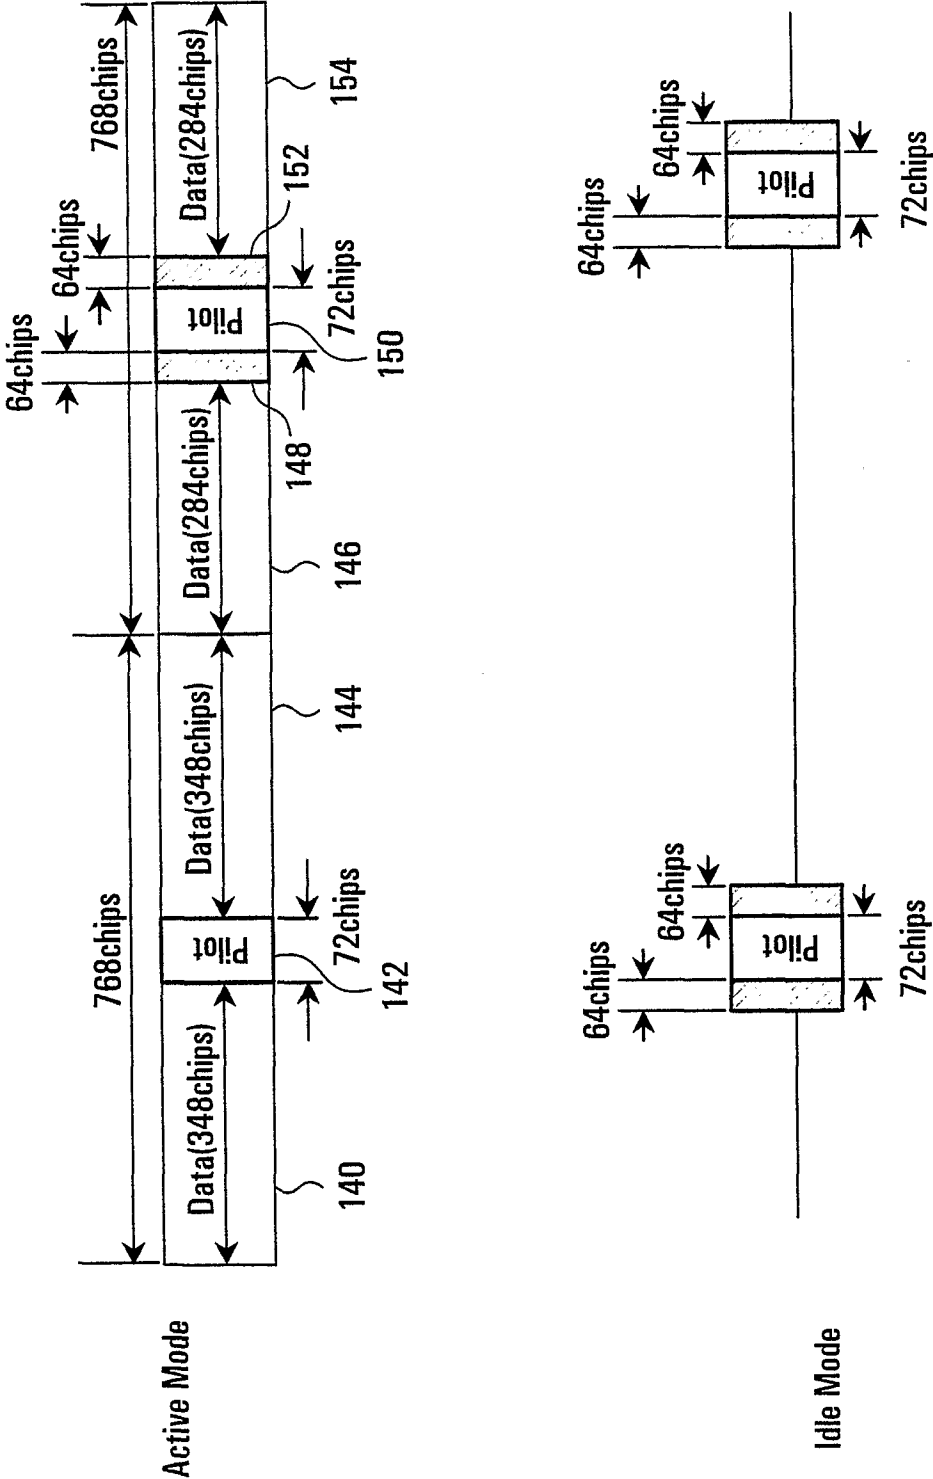 Active Mode
768chips
768chips
64chips
64chips
Data(348chips)
Pilot
Data(348chips)
Data(284chips)
Pilot
Data(284chips)
72chips
72chips
140
142
144
146
148
150
152
154
Idle Mode
64chips
64chips
64chips
64chips
Pilot
Pilot
72chips
72chips